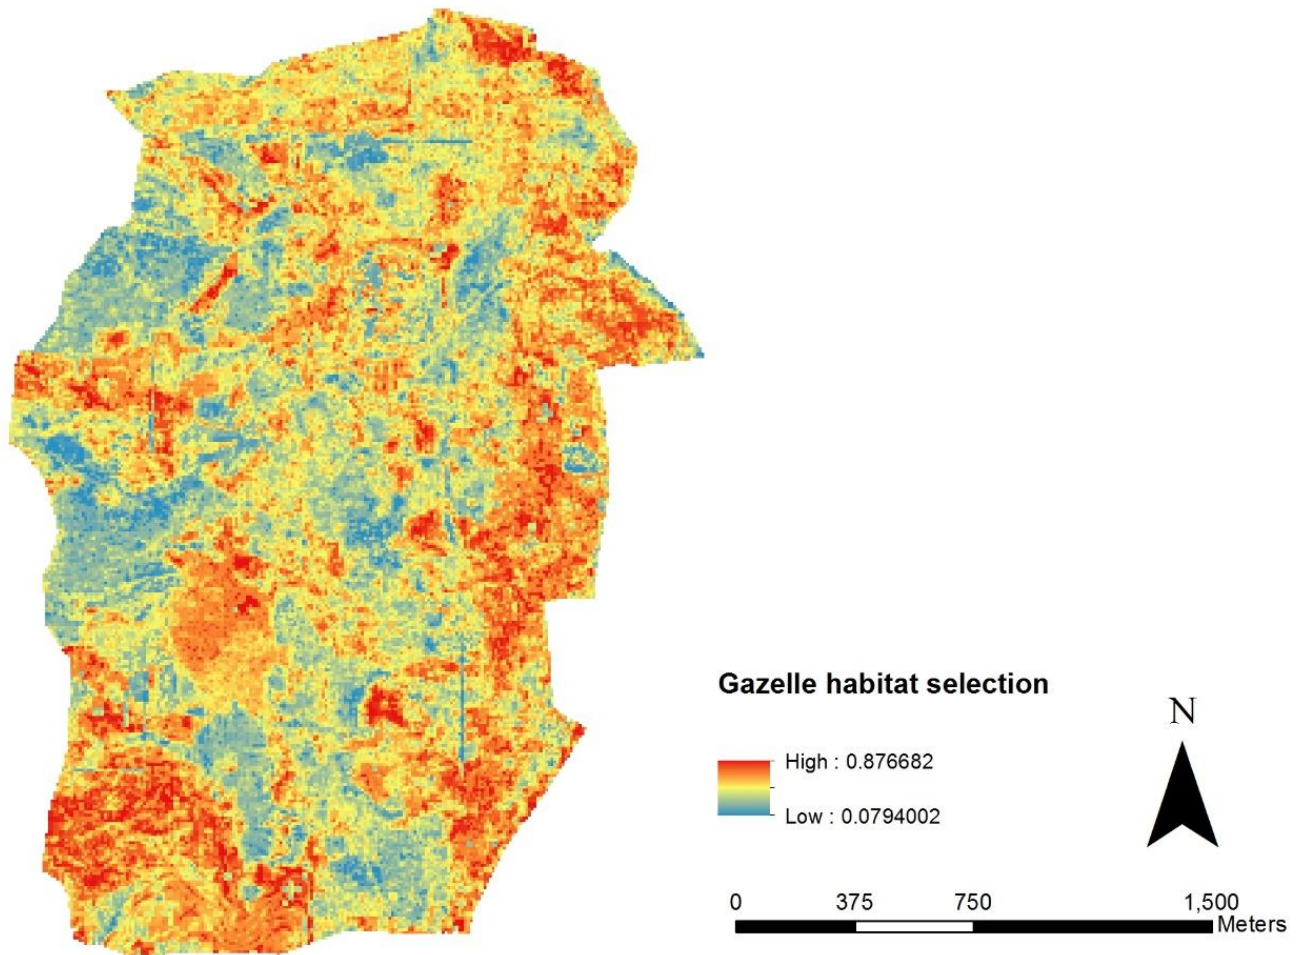 Gazelle habitat selection
N
High : 0.876682
Low : 0.0794002
0 375 750 1,500
Meters